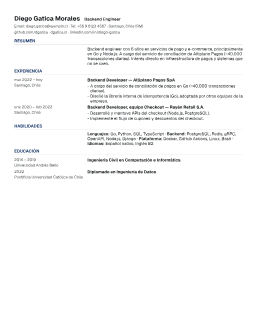 Diego Gatica Morales Backend Engineer
Santiago, Chile
RESUMEN
Backend engineer con 6 años en servicios de pago y e-commerce, principalmente
en Go y Node.js. A cargo del servicio de conciliación de Altiplano Pagos (~40.000
transacciones diarias). Interés directo en infraestructura de pagos y sistemas que
no se caen.
EXPERIENCIA
mar 2022 – hoy Backend Developer — Altiplano Pagos SpA
Santiago, Chile - A cargo del servicio de conciliación de pagos en Go (~40.000 transacciones
diarias).
- Diseñé la librería interna de idempotencia (Go), adoptada por otros equipos de la
empresa.
ene 2020 – feb 2022 Backend Developer, equipo Checkout — Rayén Retail S.A.
Santiago, Chile - Desarrollo y mantuve APIs del checkout (Node.js, PostgreSQL).
- Implementé el flujo de cupones y descuentos del checkout.
HABILIDADES
Lenguajes: Go, Python, SQL, TypeScript · Backend: PostgreSQL, Redis, gRPC,
OpenAPI, Node.js, Django · Plataforma: Docker, GitHub Actions, Linux, Bash ·
Idiomas: Español nativo, Inglés B2
EDUCACIÓN
2014 – 2019 Ingeniería Civil en Computación e Informática
Universidad Andrés Bello
2022 Diplomado en Ingeniería de Datos
Pontificia Universidad Católica de Chile